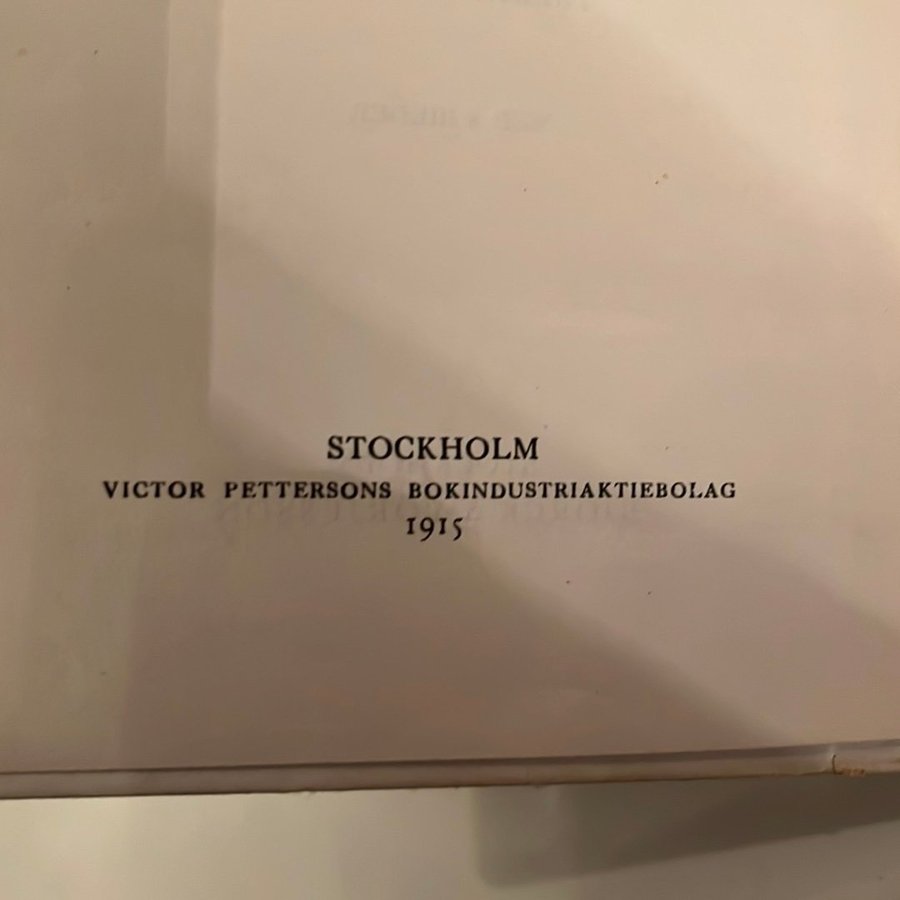 STOCKHOLM
VICTOR PETTERSONS BOKINDUSTRIAKTIEBOLAG
1915